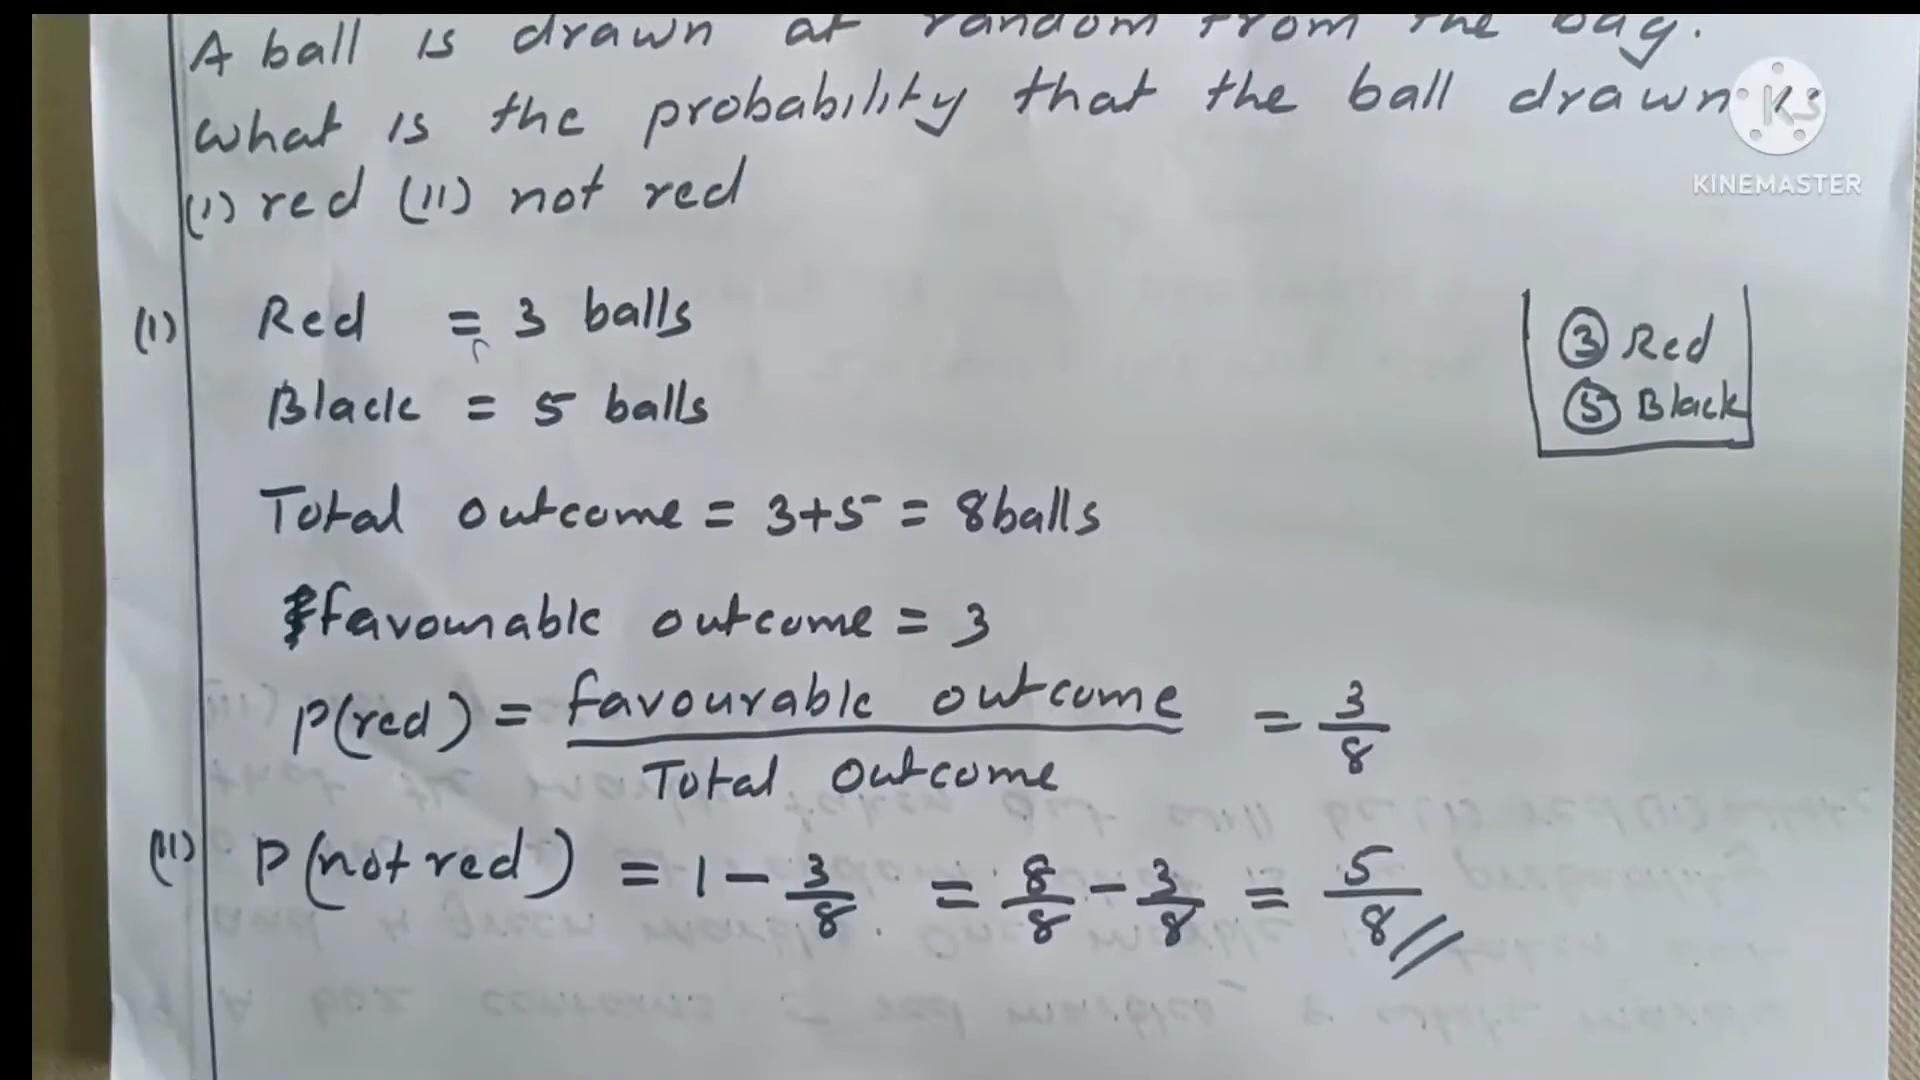 A ball is drawn at random from the bag.
what is the probability that the ball drawn
(i) red (ii) not red
KINEMASTER
(i) Red = 3 balls
Black = 5 balls
3 Red
5 Black
Total outcome = 3+5 = 8balls
favourable outcome = 3
P(red) = favourable outcome / Total outcome = 3/8
(ii) P(not red) = 1 - 3/8 = 8/8 - 3/8 = 5/8 //